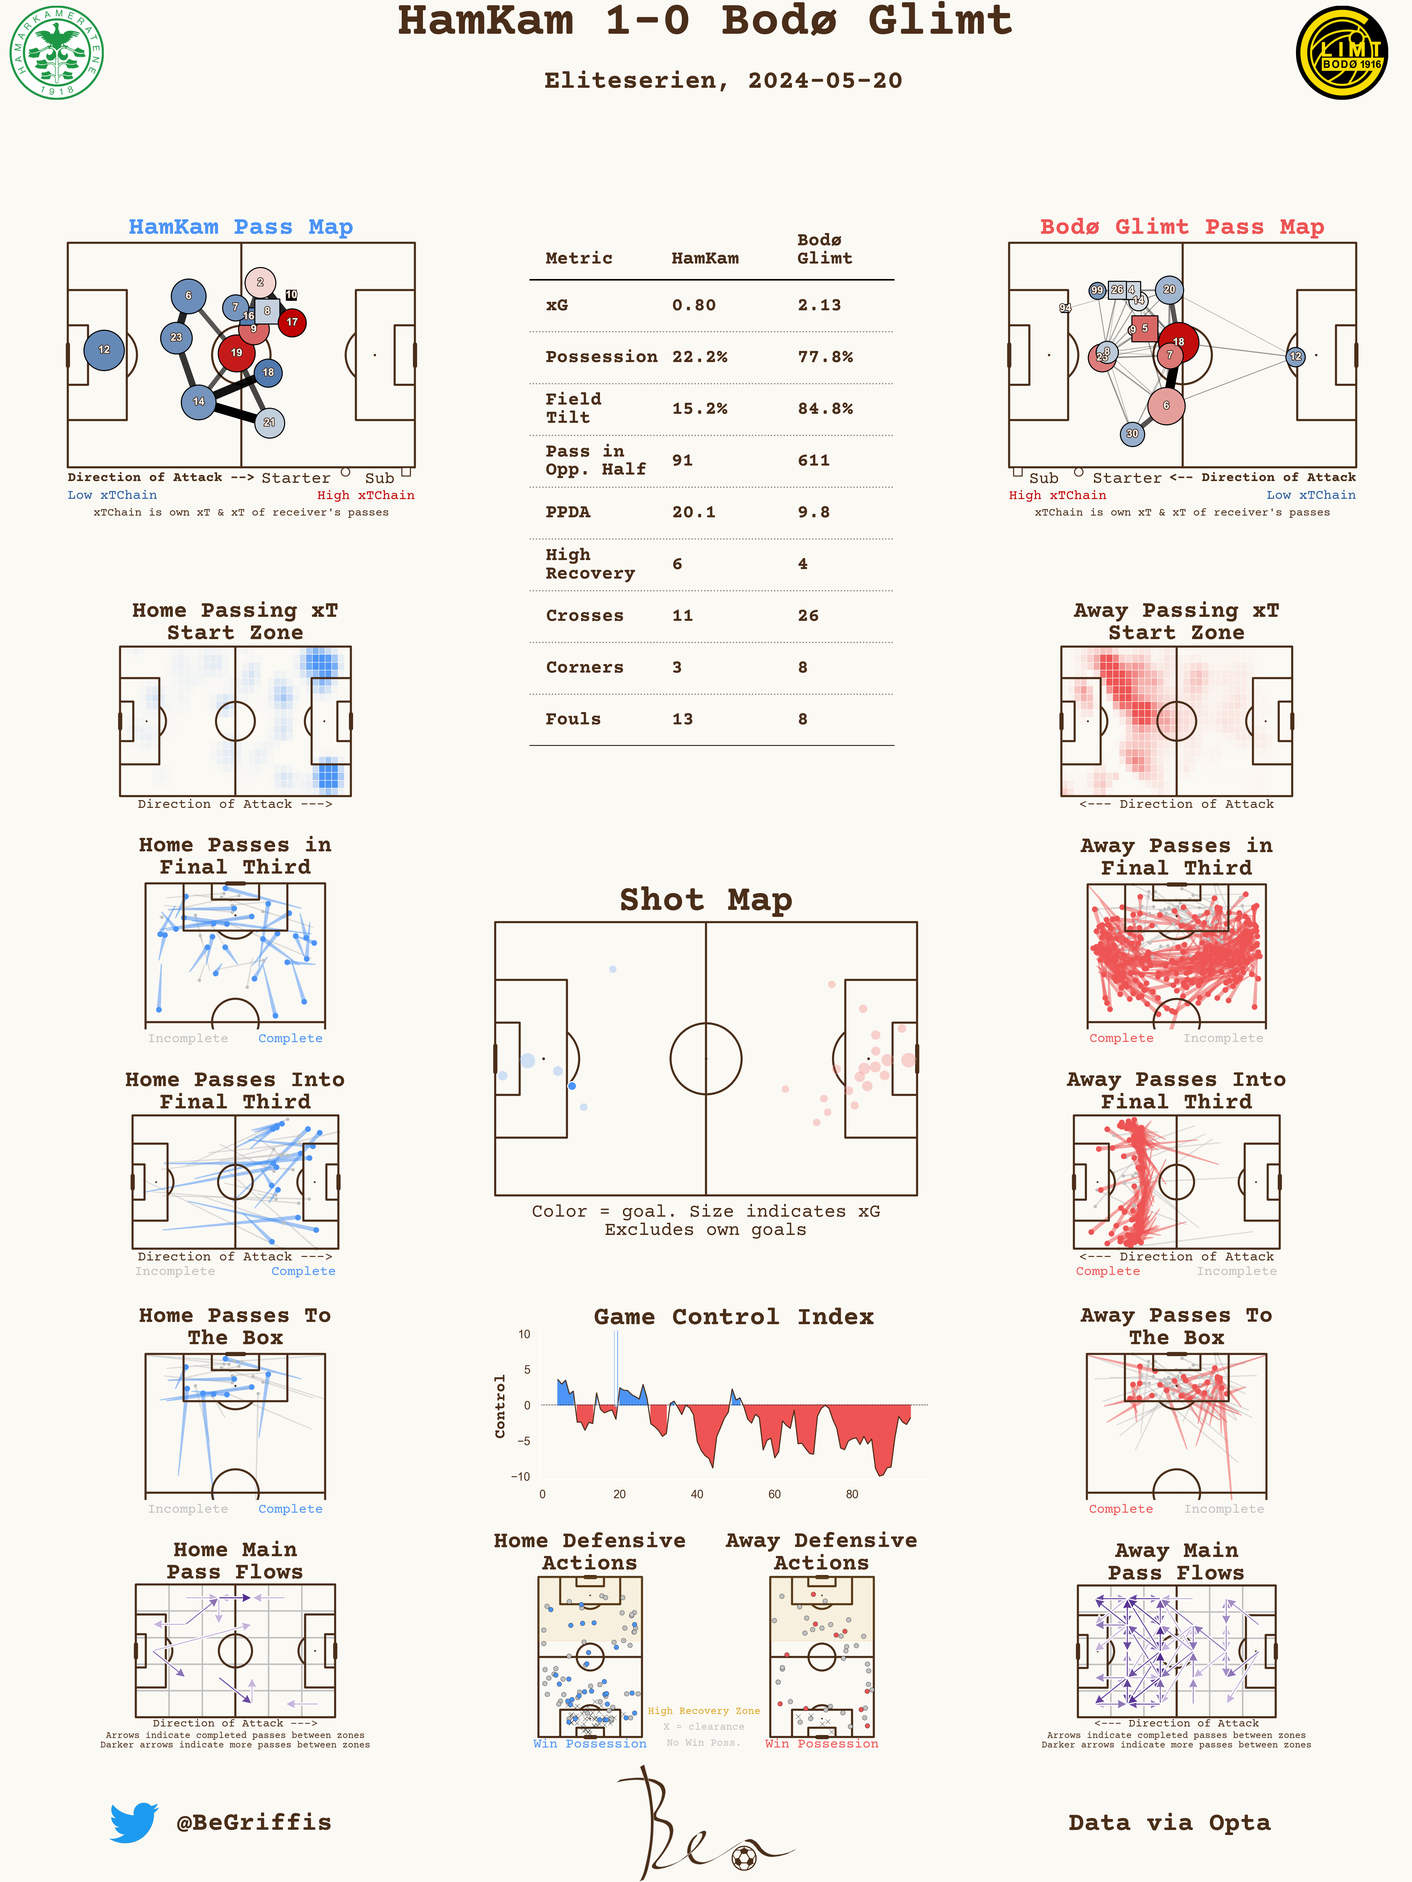 HamKam 1-0 Bodø Glimt
Eliteserien, 2024-05-20
HAMARKAMERATENE
1918
GLIMT
BODØ 1916
HamKam Pass Map
12
6
23
14
7
16
2
8
9
10
17
19
18
21
Direction of Attack --> Starter Sub
Low xTChain High xTChain
xTChain is own xT & xT of receiver's passes
Metric HamKam Bodø Glimt
xG 0.80 2.13
Possession 22.2% 77.8%
Field Tilt 15.2% 84.8%
Pass in Opp. Half 91 611
PPDA 20.1 9.8
High Recovery 6 4
Crosses 11 26
Corners 3 8
Fouls 13 8
Bodø Glimt Pass Map
94
99
26
4
14
20
9
5
18
23
8
7
12
6
30
Sub Starter <-- Direction of Attack
High xTChain Low xTChain
xTChain is own xT & xT of receiver's passes
Home Passing xT
Start Zone
Direction of Attack --->
Away Passing xT
Start Zone
<--- Direction of Attack
Home Passes in
Final Third
Incomplete Complete
Away Passes in
Final Third
Complete Incomplete
Shot Map
Color = goal. Size indicates xG
Excludes own goals
Home Passes Into
Final Third
Direction of Attack --->
Incomplete Complete
Away Passes Into
Final Third
<--- Direction of Attack
Complete Incomplete
Home Passes To
The Box
Incomplete Complete
Game Control Index
Control
10
5
0
−5
−10
0 20 40 60 80
Away Passes To
The Box
Complete Incomplete
Home Main
Pass Flows
Direction of Attack --->
Arrows indicate completed passes between zones
Darker arrows indicate more passes between zones
Home Defensive
Actions
Win Possession
High Recovery Zone
X = clearance
No Win Poss.
Away Defensive
Actions
Win Possession
Away Main
Pass Flows
<--- Direction of Attack
Arrows indicate completed passes between zones
Darker arrows indicate more passes between zones
@BeGriffis
Ben
Data via Opta